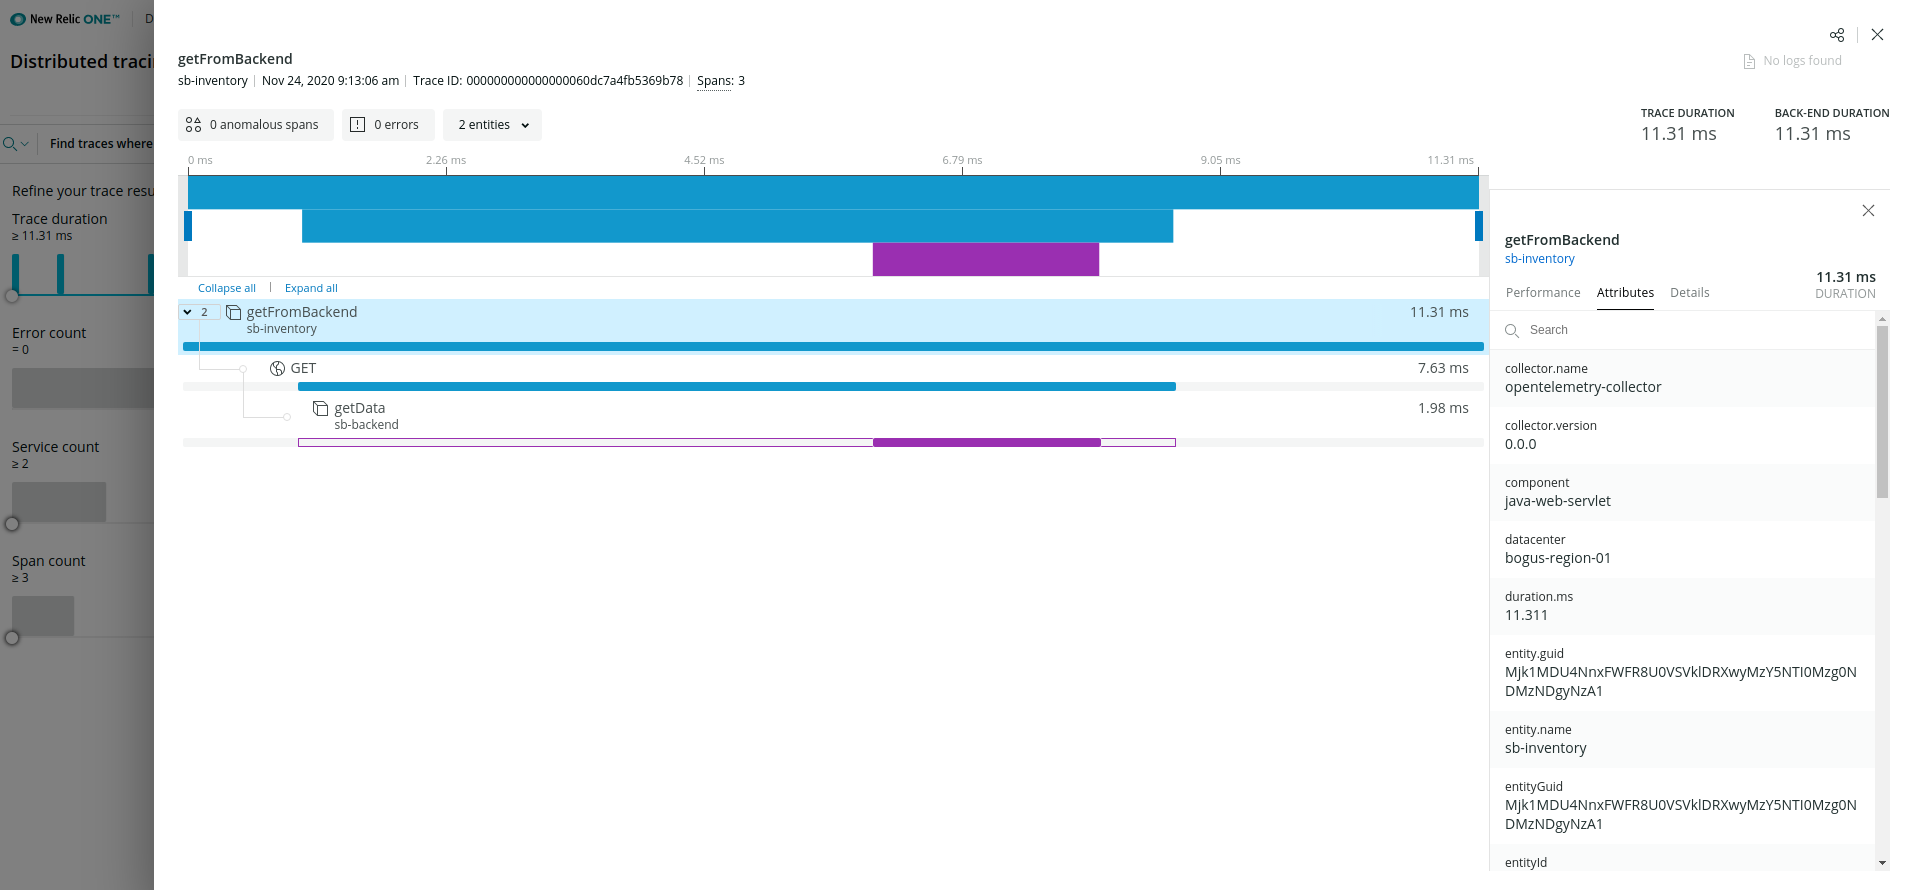 New Relic ONE™
D
Distributed traci
Find traces where
Refine your trace resu
Trace duration
≥ 11.31 ms
Error count
= 0
Service count
≥ 2
Span count
≥ 3
getFromBackend
sb-inventory | Nov 24, 2020 9:13:06 am | Trace ID: 000000000000000060dc7a4fb5369b78 | Spans: 3
No logs found
0 anomalous spans
0 errors
2 entities
TRACE DURATION
11.31 ms
BACK-END DURATION
11.31 ms
0 ms 2.26 ms 4.52 ms 6.79 ms 9.05 ms 11.31 ms
Collapse all | Expand all
2 getFromBackend 11.31 ms
sb-inventory
GET 7.63 ms
getData 1.98 ms
sb-backend
getFromBackend
sb-inventory
11.31 ms
DURATION
Performance Attributes Details
Search
collector.name
opentelemetry-collector
collector.version
0.0.0
component
java-web-servlet
datacenter
bogus-region-01
duration.ms
11.311
entity.guid
Mjk1MDU4NnxFWFR8U0VSVklDRXwyMzY5NTI0Mzg0N
DMzNDgyNzA1
entity.name
sb-inventory
entityGuid
Mjk1MDU4NnxFWFR8U0VSVklDRXwyMzY5NTI0Mzg0N
DMzNDgyNzA1
entityId